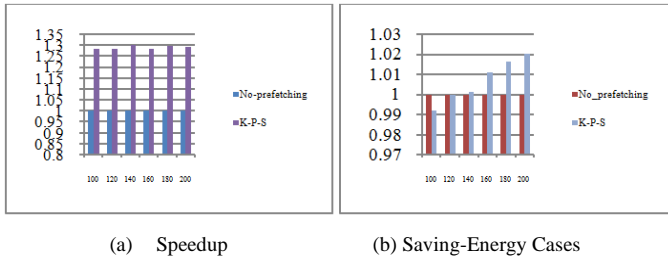 1.35
1.3
1.25
1.2
1.15
1.1
1.05
1
0.95
0.9
0.85
0.8
100 120 140 160 180 200
No-prefetching
K-P-S
1.03
1.02
1.01
1
0.99
0.98
0.97
100 120 140 160 180 200
No_prefetching
K-P-S
(a) Speedup
(b) Saving-Energy Cases